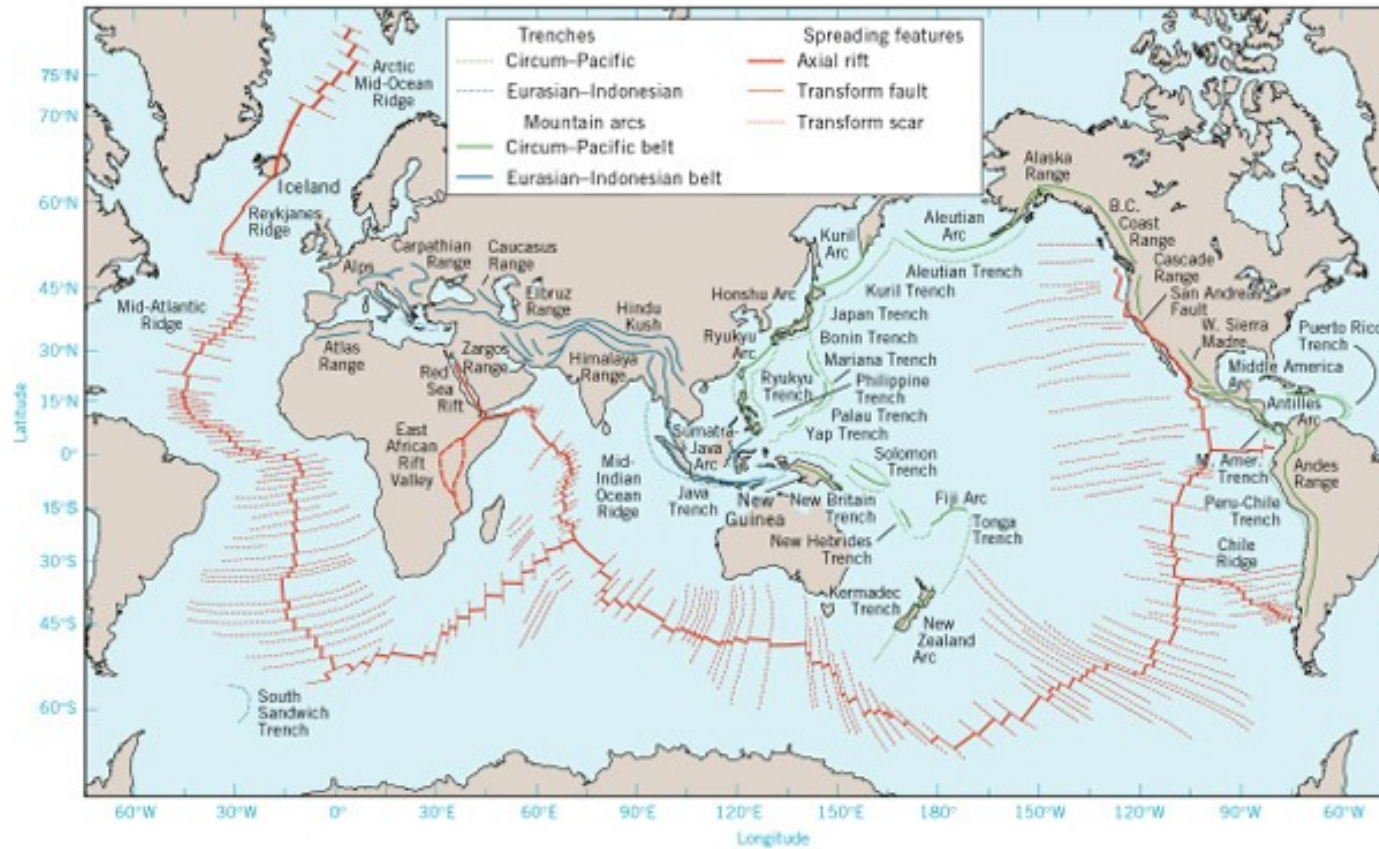 Trenches
Circum–Pacific
Eurasian–Indonesian
Mountain arcs
Circum–Pacific belt
Eurasian–Indonesian belt
Spreading features
Axial rift
Transform fault
Transform scar
75°N
70°N
60°N
45°N
30°N
15°N
0°
15°S
30°S
45°S
60°S
Latitude
Arctic
Mid-Ocean
Ridge
Iceland
Reykjanes
Ridge
Mid-Atlantic
Ridge
Alps
Carpathian
Range
Caucasus
Range
Elbruz
Range
Hindu
Kush
Atlas
Range
Zargos
Range
Himalaya
Range
Red
Sea
Rift
East
African
Rift
Valley
Mid-
Indian
Ocean
Ridge
Sumatra-
Java
Arc
Java
Trench
New
Guinea
South
Sandwich
Trench
Kuril
Arc
Aleutian
Arc
Aleutian Trench
Kuril Trench
Honshu Arc
Japan Trench
Bonin Trench
Ryukyu
Arc
Mariana Trench
Ryukyu
Trench
Philippine
Trench
Palau Trench
Yap Trench
Solomon
Trench
New Britain
Trench
Fiji Arc
Tonga
Trench
New Hebrides
Trench
Kermadec
Trench
New
Zealand
Arc
Alaska
Range
B.C.
Coast
Range
Cascade
Range
San Andreas
Fault
W. Sierra
Madre
Puerto Rico
Trench
Middle America
Arc
Antilles
Arc
M. Amer.
Trench
Andes
Range
Peru-Chile
Trench
Chile
Ridge
60°W
30°W
0°
30°E
60°E
90°E
120°E
150°E
180°
150°W
120°W
90°W
60°W
Longitude